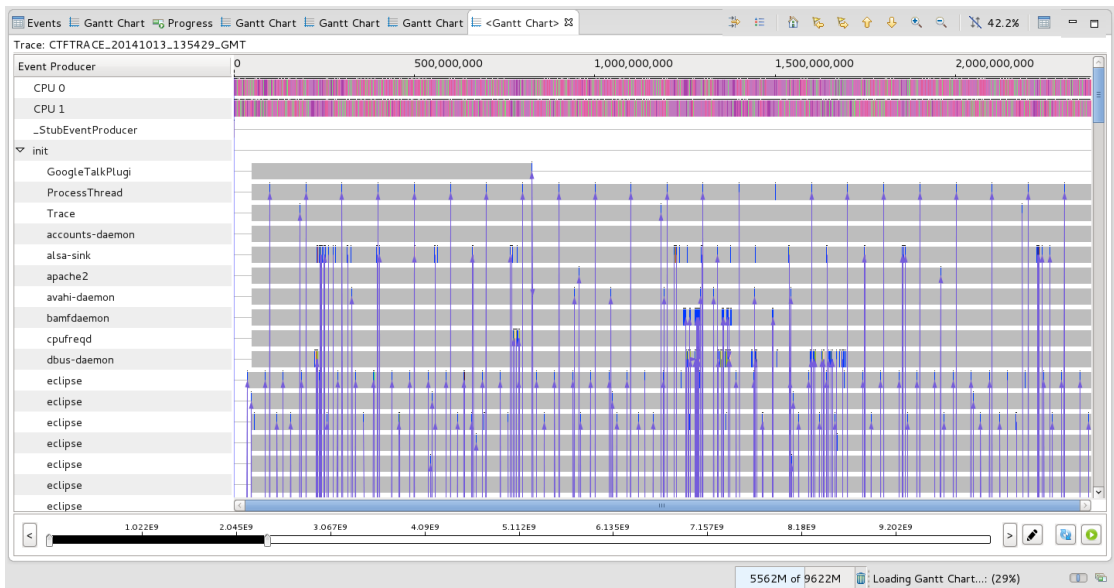 Events Gantt Chart Progress Gantt Chart Gantt Chart Gantt Chart <Gantt Chart> 42.2%
Trace: CTFTRACE_20141013_135429_GMT
Event Producer 0 500,000,000 1,000,000,000 1,500,000,000 2,000,000,000
CPU 0
CPU 1
_StubEventProducer
init
GoogleTalkPlugi
ProcessThread
Trace
accounts-daemon
alsa-sink
apache2
avahi-daemon
bamfdaemon
cpufreqd
dbus-daemon
eclipse
eclipse
eclipse
eclipse
eclipse
eclipse
eclipse
< 1.022E9 2.045E9 3.067E9 4.09E9 5.112E9 6.135E9 7.157E9 8.18E9 9.202E9 >
5562M of 9622M Loading Gantt Chart...: (29%)